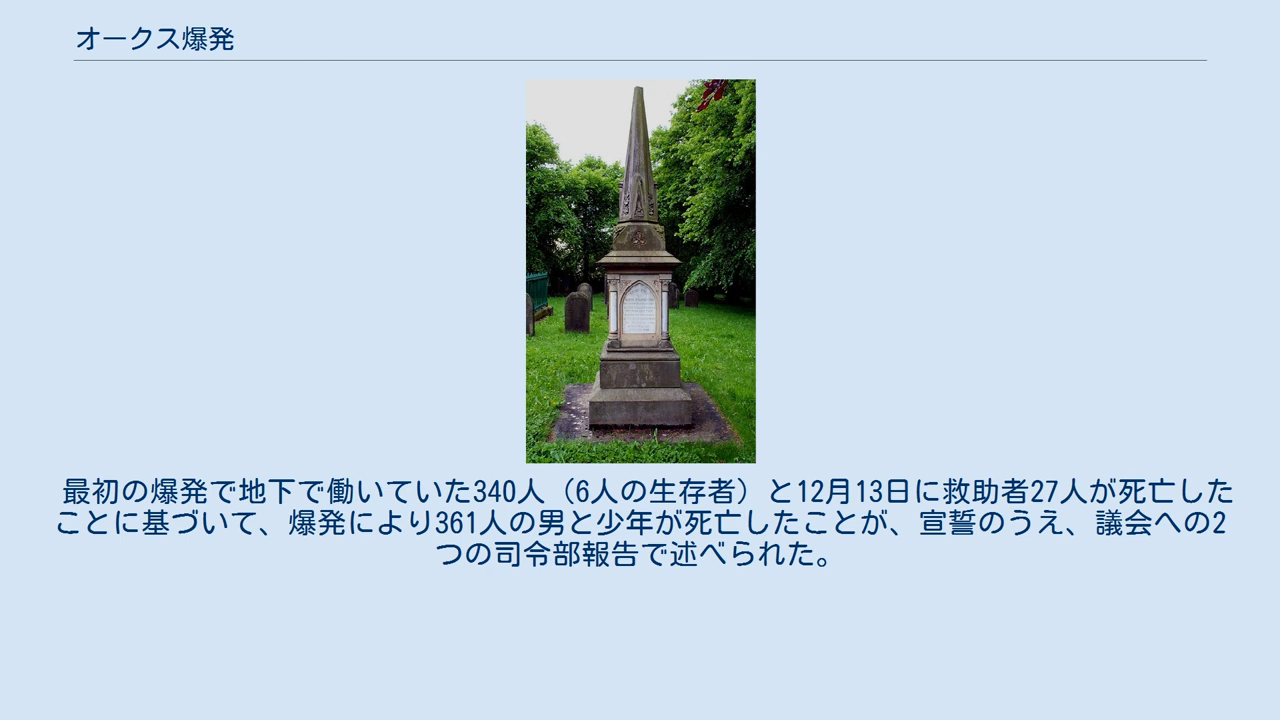 オークス爆発
最初の爆発で地下で働いていた340人（6人の生存者）と12月13日に救助者27人が死亡した
ことに基づいて、爆発により361人の男と少年が死亡したことが、宣誓のうえ、議会への2
つの司令部報告で述べられた。